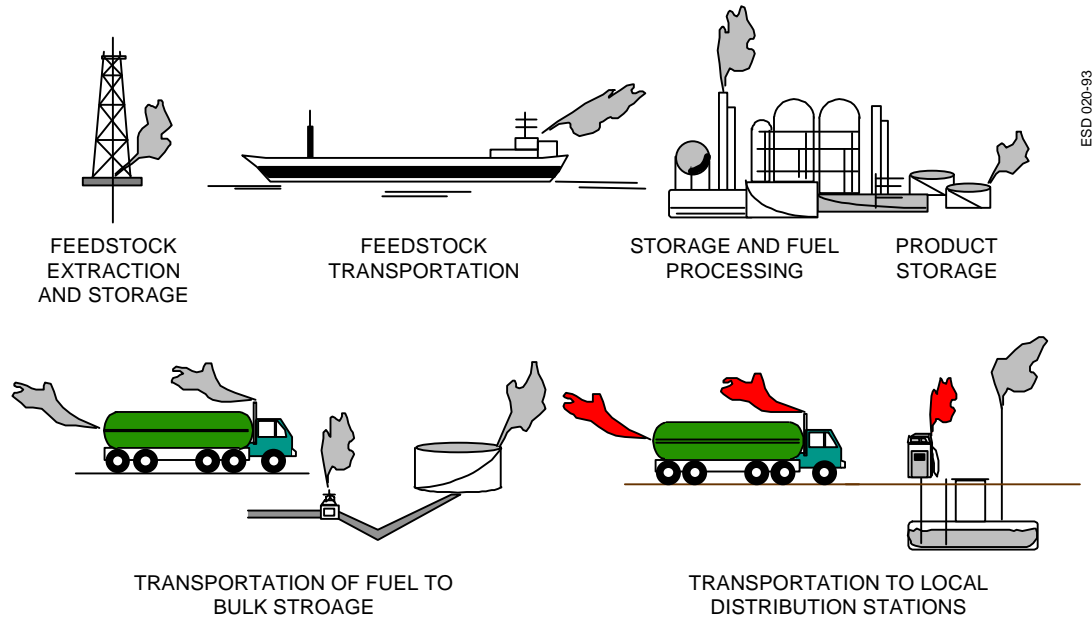 ESD 020-93
FEEDSTOCK
EXTRACTION
AND STORAGE
FEEDSTOCK
TRANSPORTATION
STORAGE AND FUEL
PROCESSING
PRODUCT
STORAGE
TRANSPORTATION OF FUEL TO
BULK STROAGE
TRANSPORTATION TO LOCAL
DISTRIBUTION STATIONS